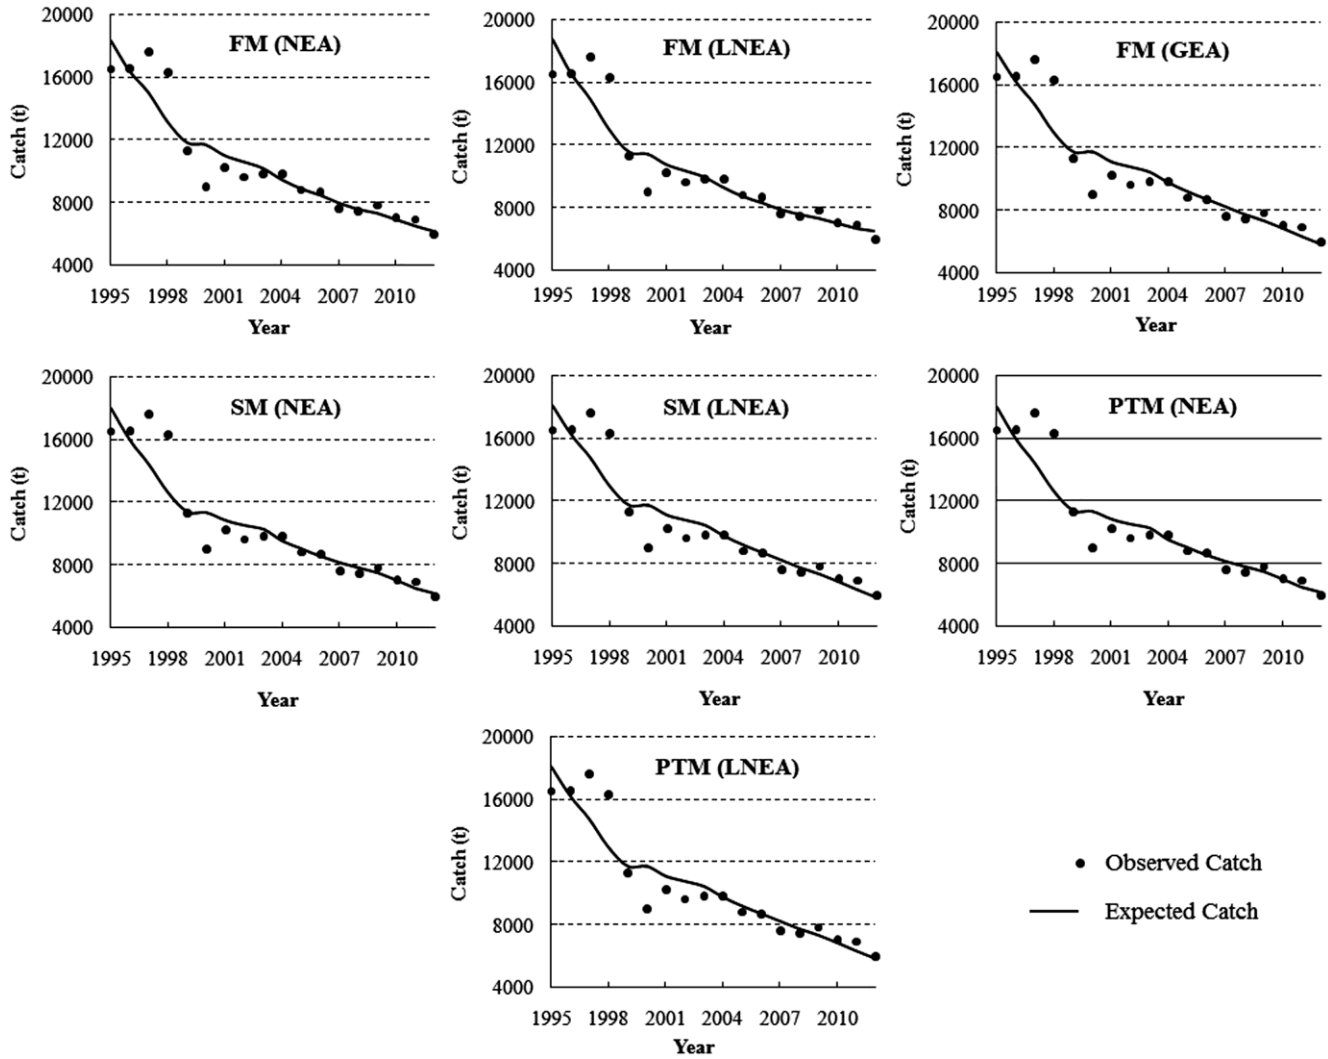 FM (NEA)
Catch (t)
20000
16000
12000
8000
4000
1995 1998 2001 2004 2007 2010
Year
FM (LNEA)
Catch (t)
20000
16000
12000
8000
4000
1995 1998 2001 2004 2007 2010
Year
FM (GEA)
Catch (t)
20000
16000
12000
8000
4000
1995 1998 2001 2004 2007 2010
Year
SM (NEA)
Catch (t)
20000
16000
12000
8000
4000
1995 1998 2001 2004 2007 2010
Year
SM (LNEA)
Catch (t)
20000
16000
12000
8000
4000
1995 1998 2001 2004 2007 2010
Year
PTM (NEA)
Catch (t)
20000
16000
12000
8000
4000
1995 1998 2001 2004 2007 2010
Year
PTM (LNEA)
Catch (t)
20000
16000
12000
8000
4000
1995 1998 2001 2004 2007 2010
Year
Observed Catch
Expected Catch